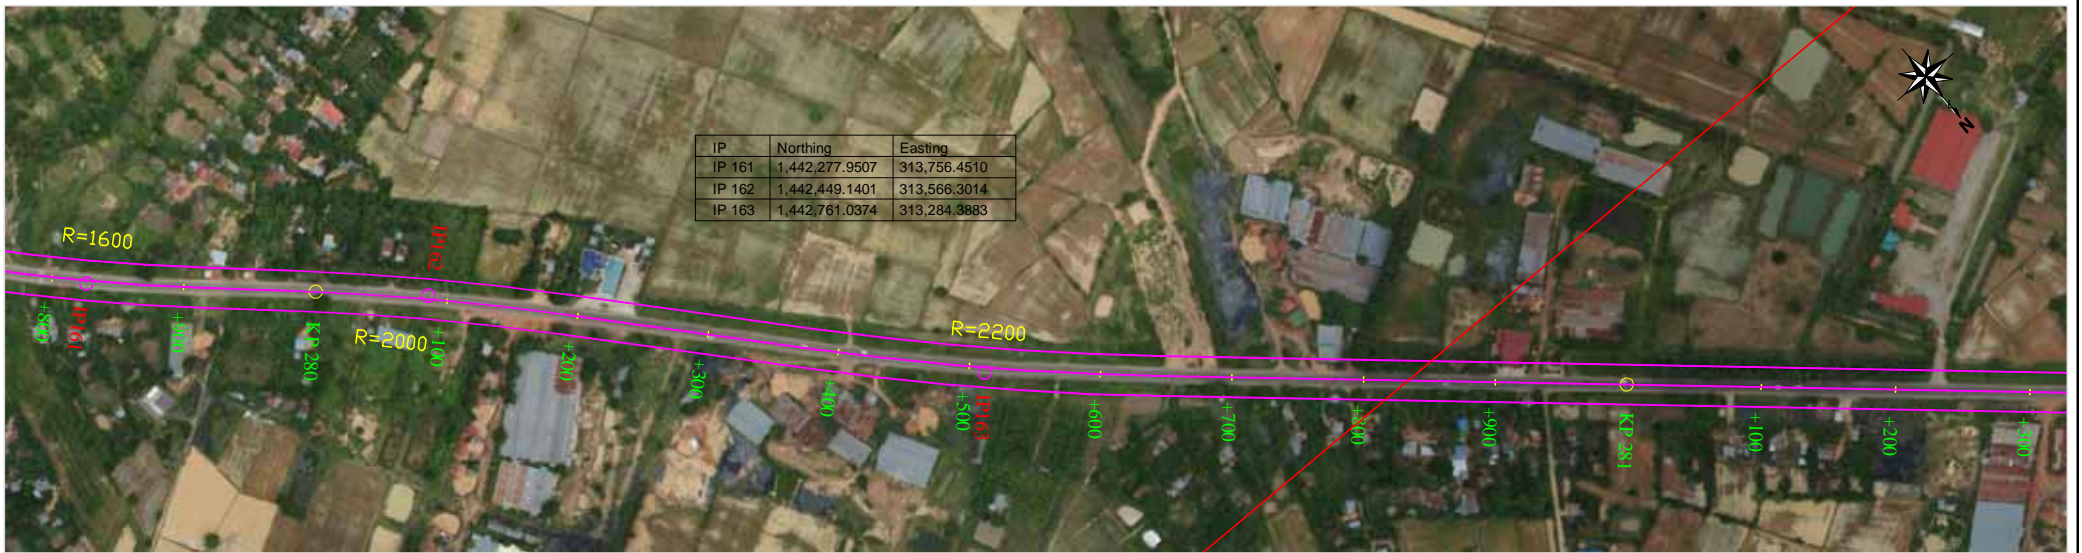 IP Northing Easting
IP 161 1,442,277.9507 313,756.4510
IP 162 1,442,449.1401 313,566.3014
IP 163 1,442,761.0374 313,284.3883
N
R=1600
IP162
R=2200
+800
IP161
+900
KP 280
R=2000
+100
+200
+300
+400
+500
IP163
+600
+700
+800
+900
KP 281
+100
+200
+300